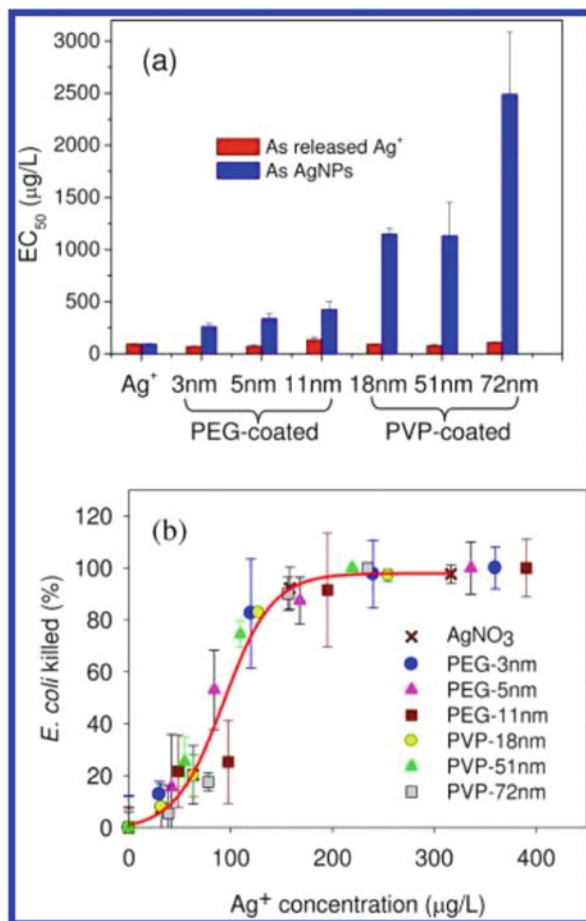 (a)
3000
2500
2000
1500
1000
500
0
EC₅₀ (µg/L)
As released Ag⁺
As AgNPs
Ag⁺ 3nm 5nm 11nm 18nm 51nm 72nm
PEG-coated PVP-coated
(b)
120
100
80
60
40
20
0
E. coli killed (%)
AgNO₃
PEG-3nm
PEG-5nm
PEG-11nm
PVP-18nm
PVP-51nm
PVP-72nm
0 100 200 300 400
Ag⁺ concentration (µg/L)